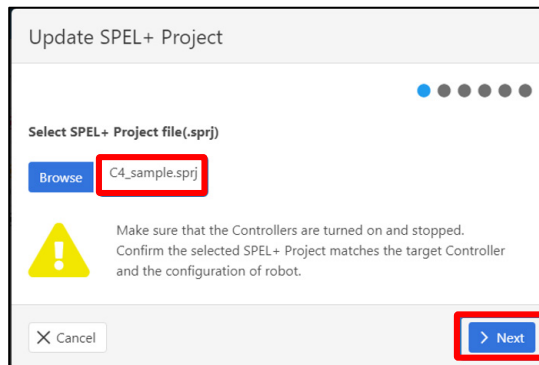 Update SPEL+ Project
Select SPEL+ Project file(.sprj)
Browse C4_sample.sprj
Make sure that the Controllers are turned on and stopped.
Confirm the selected SPEL+ Project matches the target Controller
and the configuration of robot.
Cancel
Next